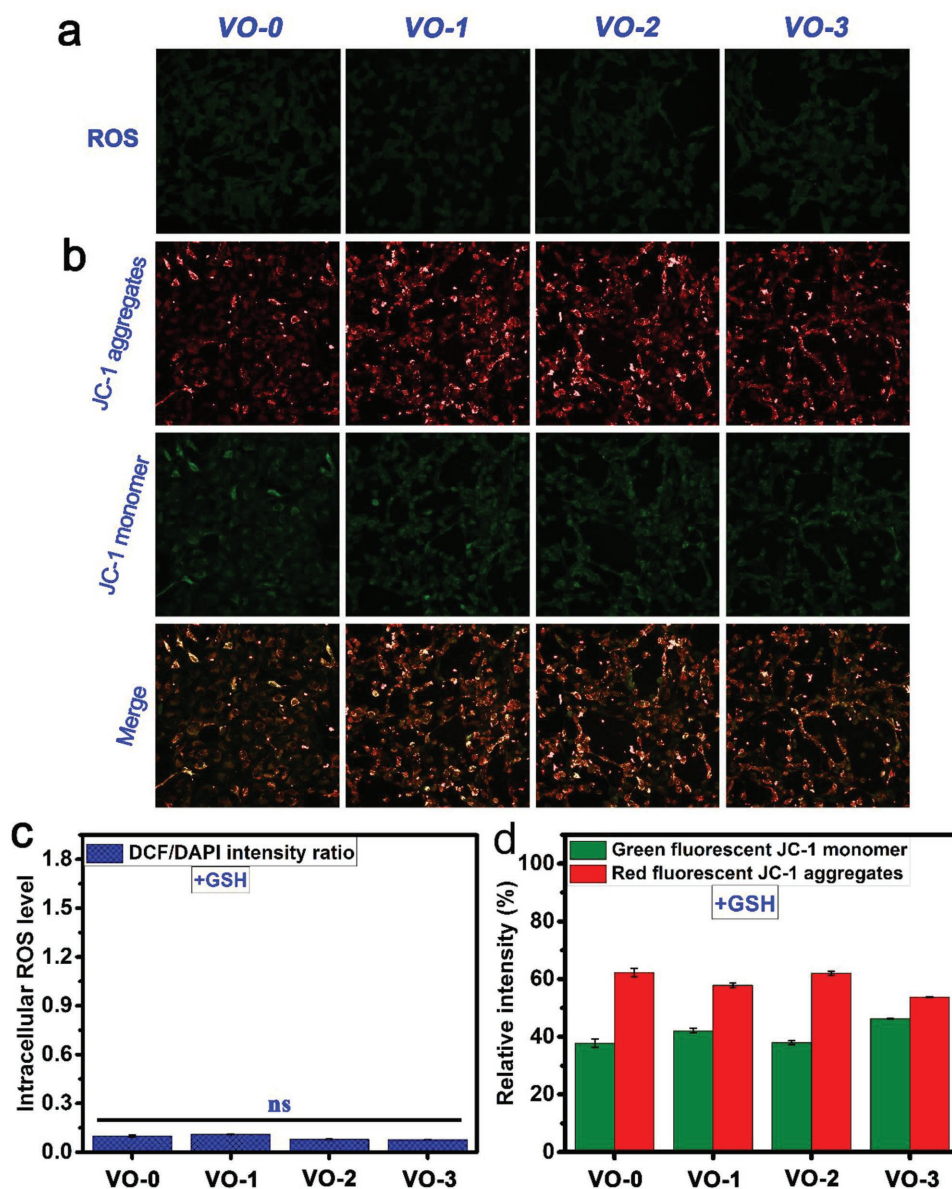 a
VO-0 VO-1 VO-2 VO-3
ROS
b
JC-1 aggregates
JC-1 monomer
Merge
c
DCF/DAPI intensity ratio
+GSH
Intracellular ROS level
1.8
1.5
1.2
0.9
0.6
0.3
0.0
ns
VO-0 VO-1 VO-2 VO-3
d
Green fluorescent JC-1 monomer
Red fluorescent JC-1 aggregates
+GSH
Relative intensity (%)
100
80
60
40
20
0
VO-0 VO-1 VO-2 VO-3